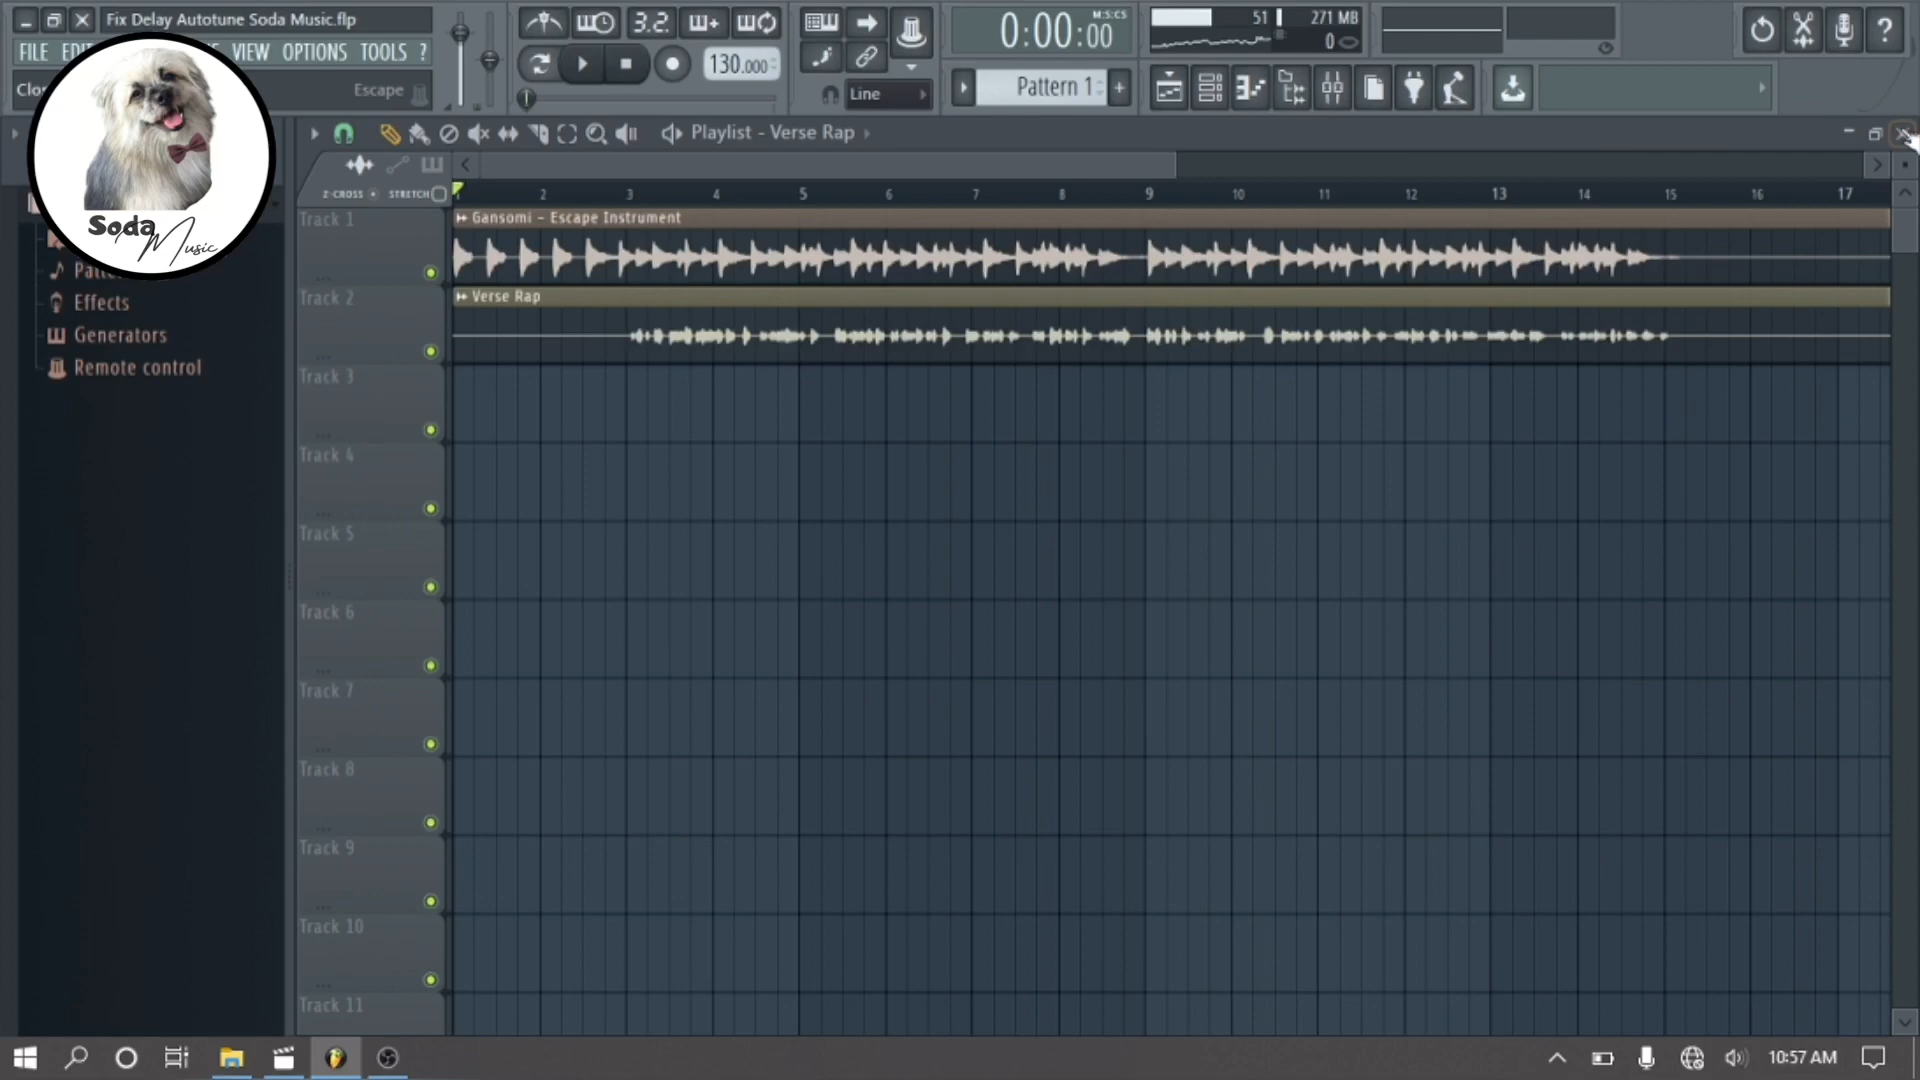 Fix Delay Autotune Soda Music.flp
FILE
VIEW OPTIONS TOOLS ?
Escape
3.2.
130.000
Line
0:00:00
M:S:CS
Pattern 1
51
271 MB
0
Playlist - Verse Rap
Z-CROSS STRETCH
1 2 3 4 5 6 7 8 9 10 11 12 13 14 15 16 17
Soda
Music
Effects
Generators
Remote control
Track 1
Gansomi - Escape Instrument
Track 2
Verse Rap
Track 3
Track 4
Track 5
Track 6
Track 7
Track 8
Track 9
Track 10
Track 11
10:57 AM